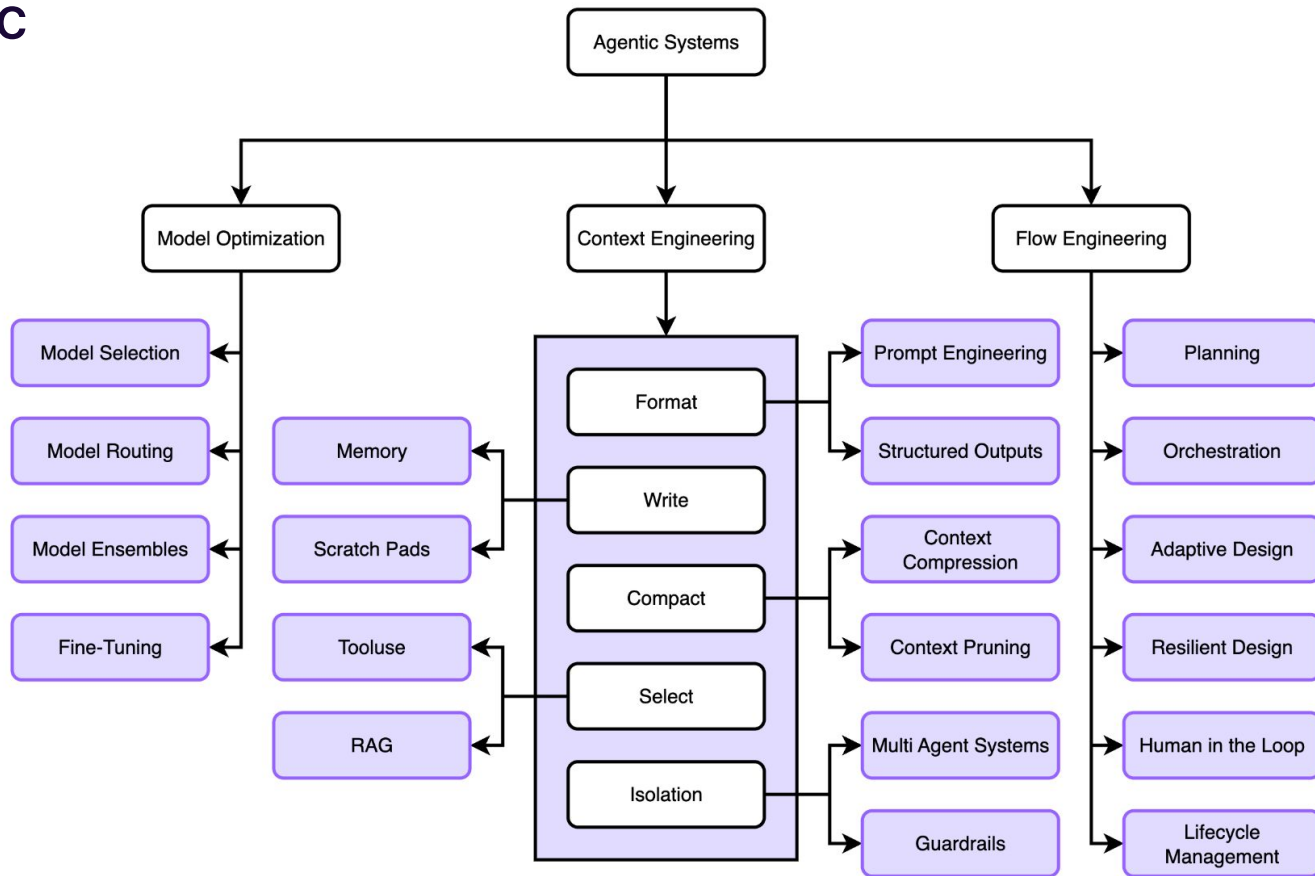 C
Agentic Systems
Model Optimization
Context Engineering
Flow Engineering
Model Selection
Model Routing
Model Ensembles
Fine-Tuning
Memory
Scratch Pads
Tooluse
RAG
Format
Write
Compact
Select
Isolation
Prompt Engineering
Structured Outputs
Context
Compression
Context Pruning
Multi Agent Systems
Guardrails
Planning
Orchestration
Adaptive Design
Resilient Design
Human in the Loop
Lifecycle
Management